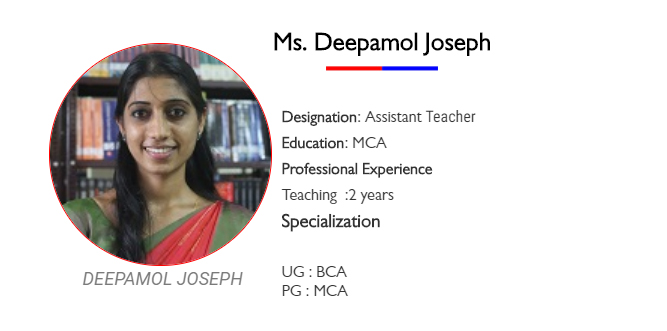 Ms. Deepamol Joseph
Designation: Assistant Teacher
Education: MCA
Professional Experience
Teaching :2 years
Specialization
UG : BCA
PG : MCA
DEEPAMOL JOSEPH